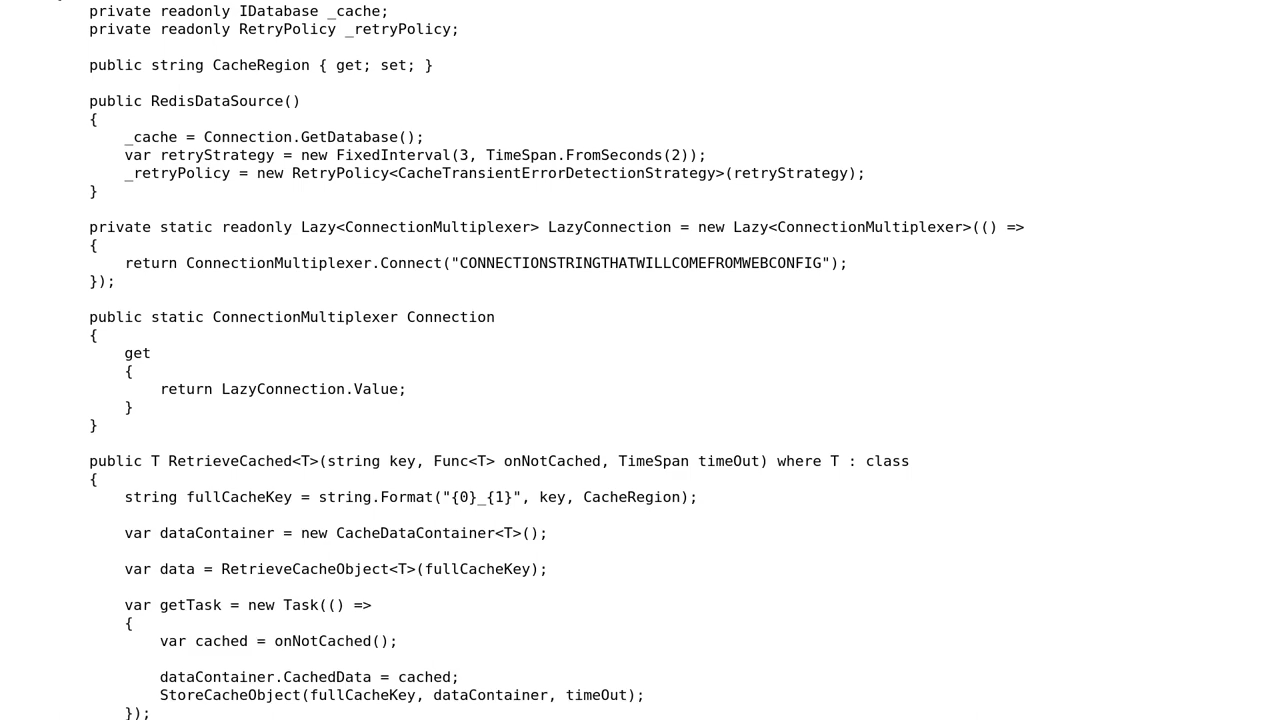 private readonly IDatabase _cache;
private readonly RetryPolicy _retryPolicy;
public string CacheRegion { get; set; }
public RedisDataSource()
{
_cache = Connection.GetDatabase();
var retryStrategy = new FixedInterval(3, TimeSpan.FromSeconds(2));
_retryPolicy = new RetryPolicy<CacheTransientErrorDetectionStrategy>(retryStrategy);
}
private static readonly Lazy<ConnectionMultiplexer> LazyConnection = new Lazy<ConnectionMultiplexer>(() =>
{
return ConnectionMultiplexer.Connect("CONNECTIONSTRINGTHATWILLCOMEFROMWEBCONFIG");
});
public static ConnectionMultiplexer Connection
{
get
{
return LazyConnection.Value;
}
}
public T RetrieveCached<T>(string key, Func<T> onNotCached, TimeSpan timeOut) where T : class
{
string fullCacheKey = string.Format("{0}_{1}", key, CacheRegion);
var dataContainer = new CacheDataContainer<T>();
var data = RetrieveCacheObject<T>(fullCacheKey);
var getTask = new Task(() =>
{
var cached = onNotCached();
dataContainer.CachedData = cached;
StoreCacheObject(fullCacheKey, dataContainer, timeOut);
});